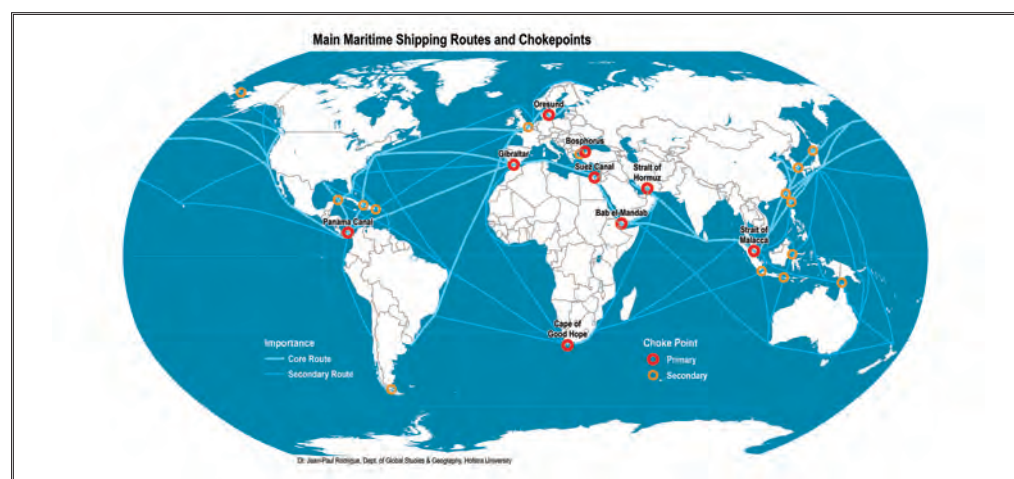 Main Maritime Shipping Routes and Chokepoints
Oresund
Bosphorus
Gibraltar
Suez Canal
Strait of
Hormuz
Bab el Mandab
Panama Canal
Strait of
Malacca
Cape of
Good Hope
Importance
Core Route
Secondary Route
Choke Point
Primary
Secondary
Dr. Jean-Paul Rodrigue, Dept. of Global Studies & Geography, Hofstra University